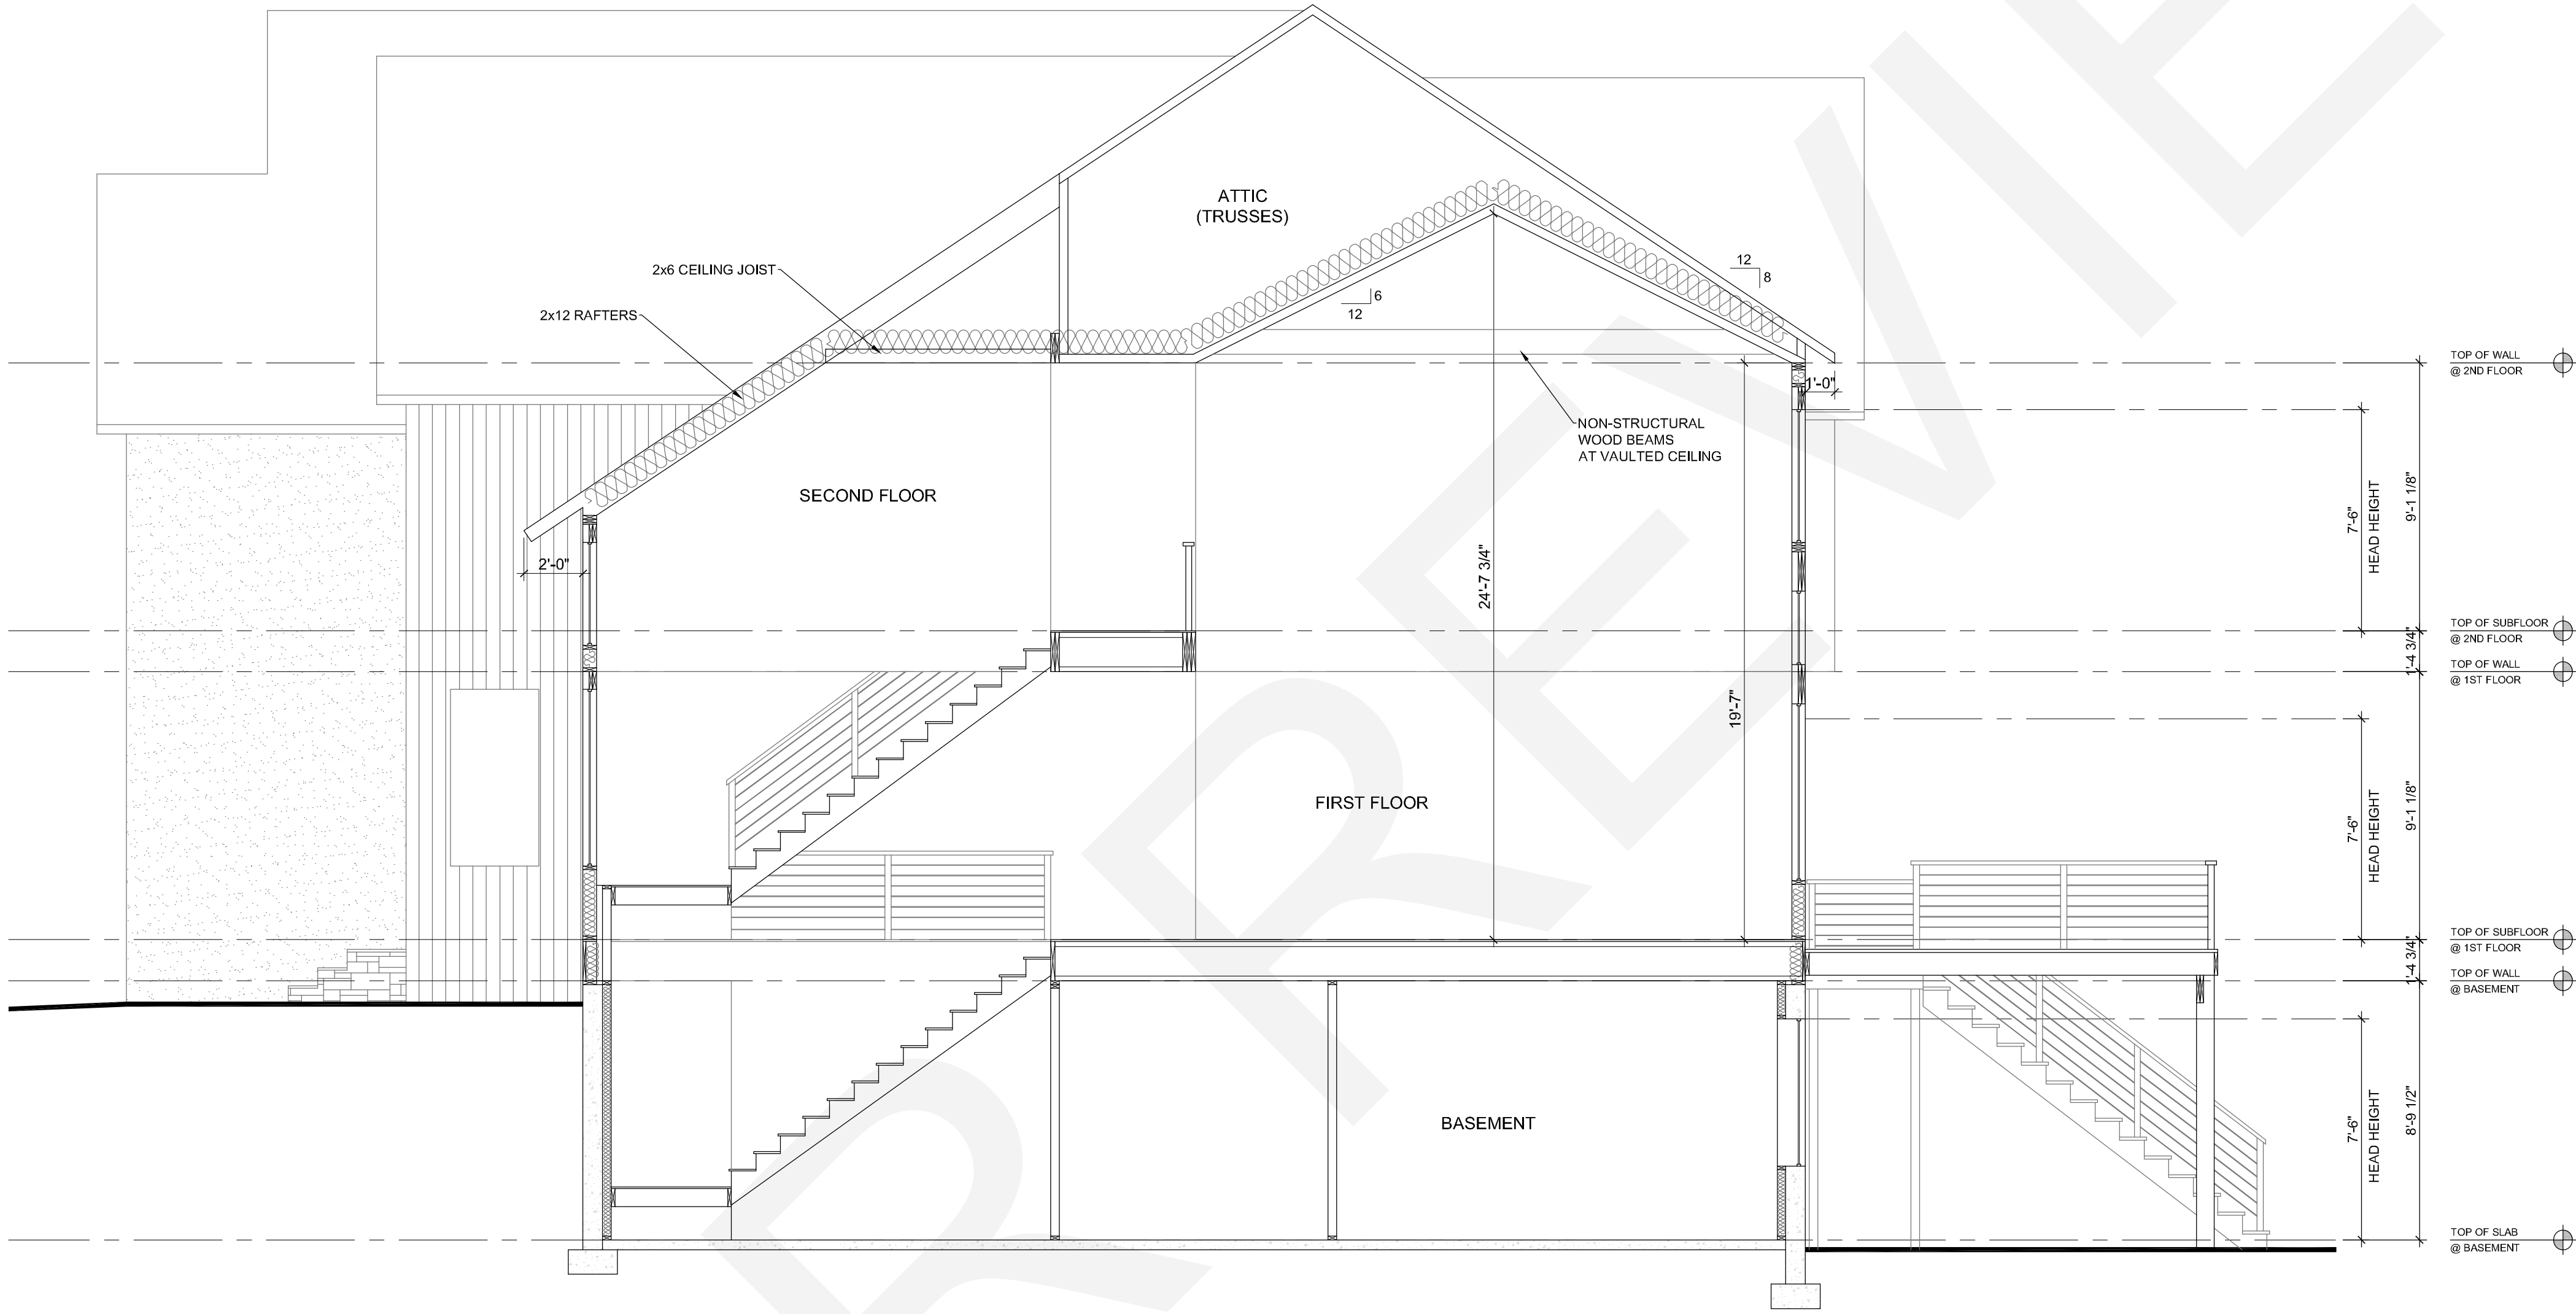 ATTIC
(TRUSSES)
2x6 CEILING JOIST
2x12 RAFTERS
12
8
6
12
TOP OF WALL
@ 2ND FLOOR
1'-0"
NON-STRUCTURAL
WOOD BEAMS
AT VAULTED CEILING
SECOND FLOOR
2'-0"
24'-7 3/4"
19'-7"
7'-6"
HEAD HEIGHT
9'-1 1/8"
TOP OF SUBFLOOR
@ 2ND FLOOR
1'-4 3/4"
TOP OF WALL
@ 1ST FLOOR
FIRST FLOOR
7'-6"
HEAD HEIGHT
9'-1 1/8"
TOP OF SUBFLOOR
@ 1ST FLOOR
1'-4 3/4"
TOP OF WALL
@ BASEMENT
BASEMENT
7'-6"
HEAD HEIGHT
8'-9 1/2"
TOP OF SLAB
@ BASEMENT
R REVIE